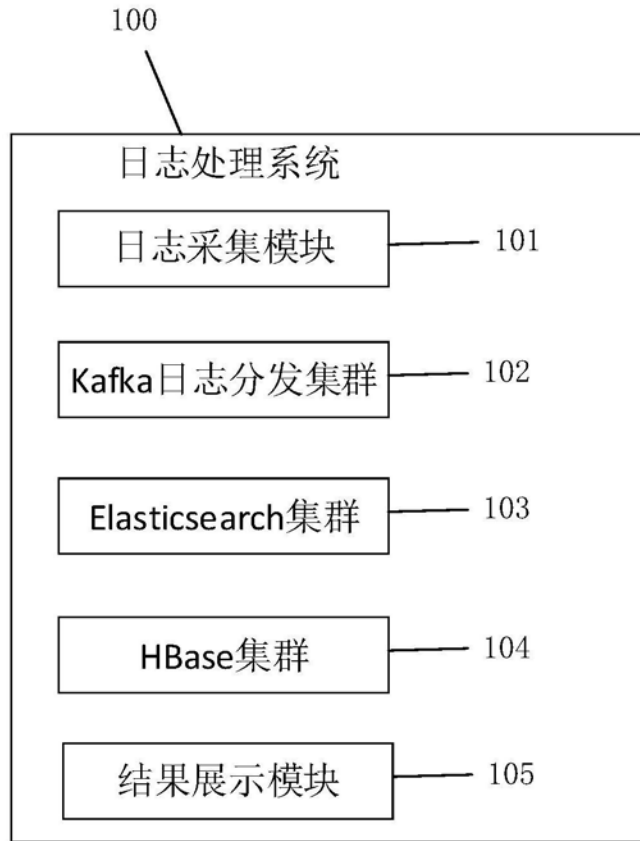 100
日志处理系统
日志采集模块 101
Kafka日志分发集群 102
Elasticsearch集群 103
HBase集群 104
结果展示模块 105